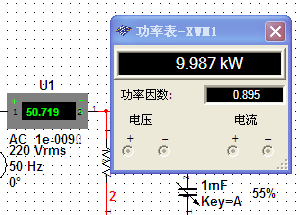 功率表-XWM1
9.987 kW
功率因数: 0.895
电压 电流
+ - + -
U1
1 50.719 2 1
AC 1e-009
220 Vrms
50 Hz
0°
2
1mF
Key=A 55%